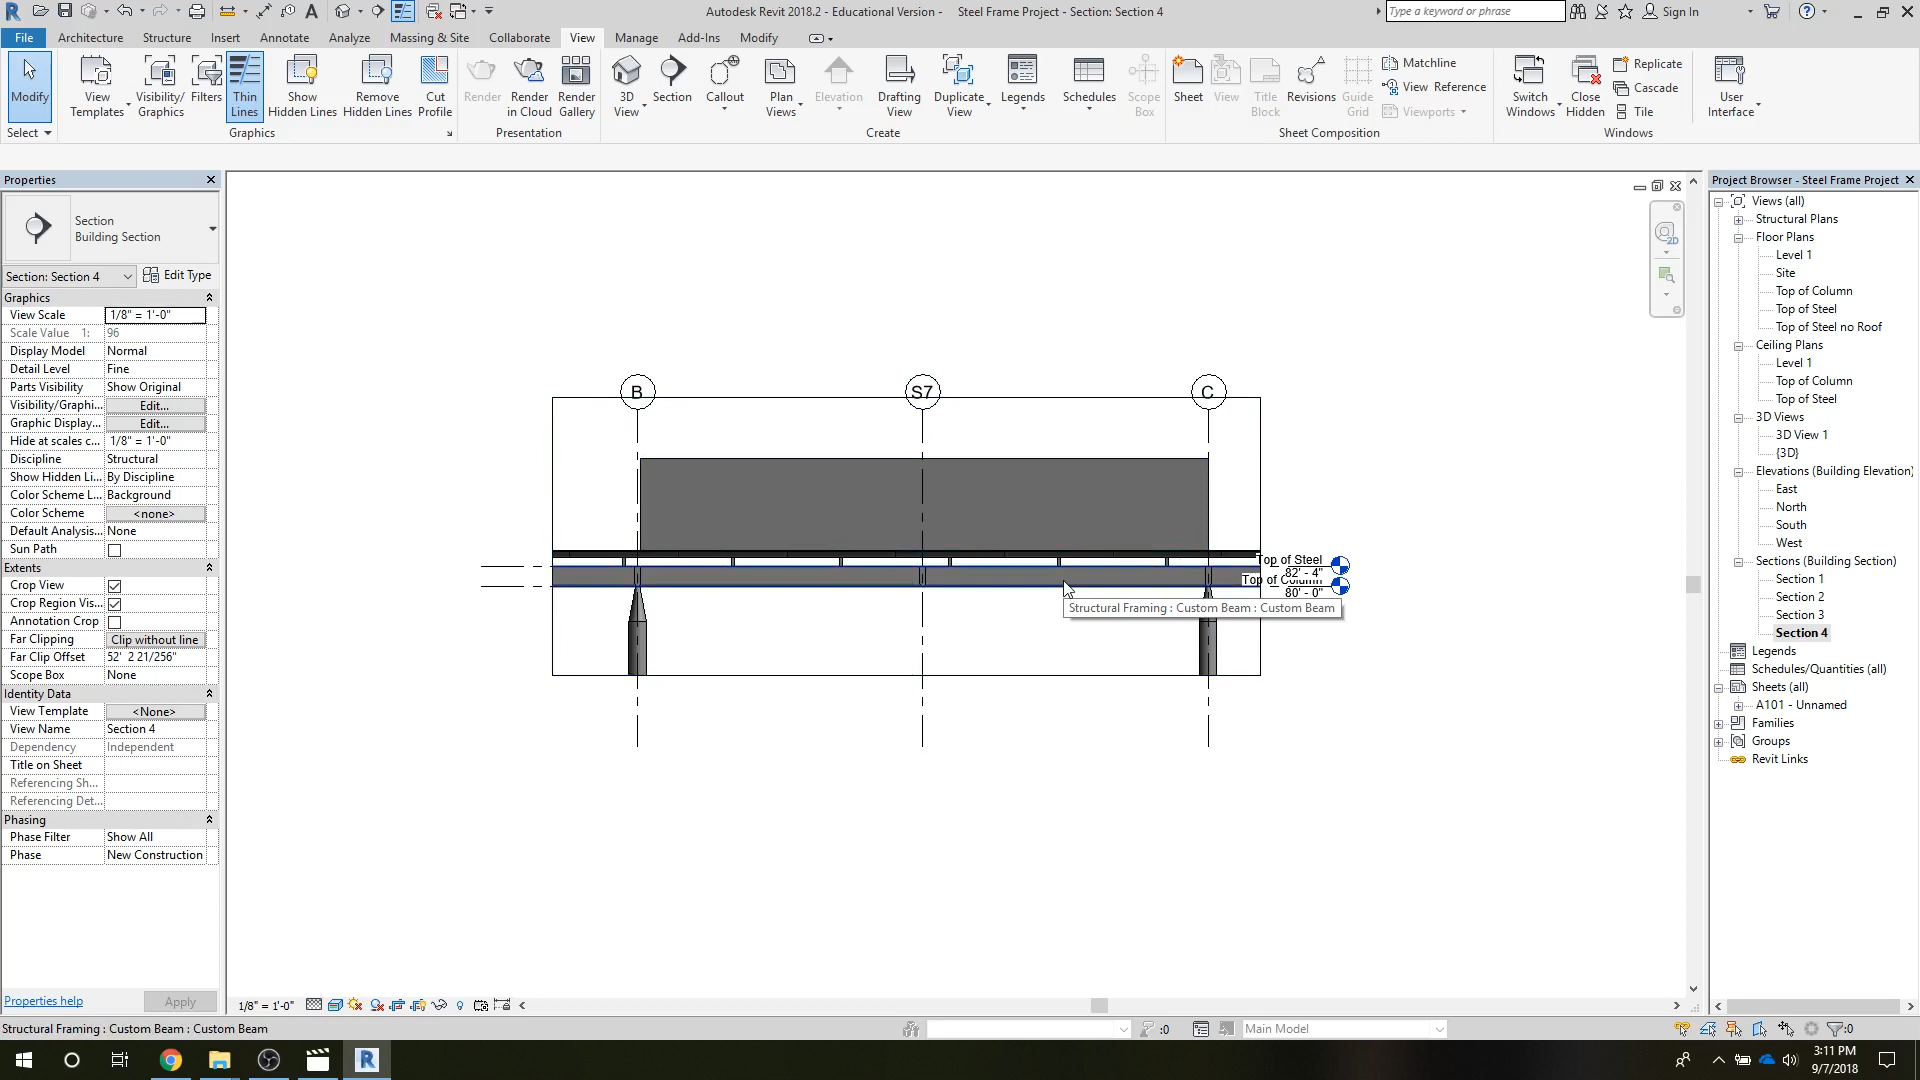 Autodesk Revit 2018.2 - Educational Version - Steel Frame Project - Section: Section 4
Type a keyword or phrase
Sign In
File Architecture Structure Insert Annotate Analyze Massing & Site Collaborate View Manage Add-Ins Modify
Modify
View Templates
Visibility/ Graphics
Filters
Thin Lines
Show Hidden Lines
Remove Hidden Lines
Cut Profile
Render
Render in Cloud
Render Gallery
3D View
Section
Callout
Plan Views
Elevation
Drafting View
Duplicate View
Legends
Schedules
Scope Box
Sheet
View
Title Block
Revisions
Guide Grid
Matchline
View Reference
Viewports
Switch Windows
Close Hidden
Replicate
Cascade
Tile
User Interface
Select Graphics Presentation Create Sheet Composition Windows
Properties
Section
Building Section
Section: Section 4 Edit Type
Graphics
View Scale 1/8" = 1'-0"
Scale Value 1: 96
Display Model Normal
Detail Level Fine
Parts Visibility Show Original
Visibility/Graphi... Edit...
Graphic Display... Edit...
Hide at scales c... 1/8" = 1'-0"
Discipline Structural
Show Hidden Li... By Discipline
Color Scheme L... Background
Color Scheme <none>
Default Analysis... None
Sun Path
Extents
Crop View
Crop Region Vis...
Annotation Crop
Far Clipping Clip without line
Far Clip Offset 52' 2 21/256"
Scope Box None
Identity Data
View Template <None>
View Name Section 4
Dependency Independent
Title on Sheet
Referencing Sh...
Referencing Det...
Phasing
Phase Filter Show All
Phase New Construction
Properties help Apply
B S7 C
Top of Steel
82' - 4"
Top of Column
80' - 0"
Structural Framing : Custom Beam : Custom Beam
2D
Project Browser - Steel Frame Project
Views (all)
Structural Plans
Floor Plans
Level 1
Site
Top of Column
Top of Steel
Top of Steel no Roof
Ceiling Plans
Level 1
Top of Column
Top of Steel
3D Views
3D View 1
{3D}
Elevations (Building Elevation)
East
North
South
West
Sections (Building Section)
Section 1
Section 2
Section 3
Section 4
Legends
Schedules/Quantities (all)
Sheets (all)
A101 - Unnamed
Families
Groups
Revit Links
1/8" = 1'-0"
Structural Framing : Custom Beam : Custom Beam
:0
Main Model
:0
3:11 PM
9/7/2018